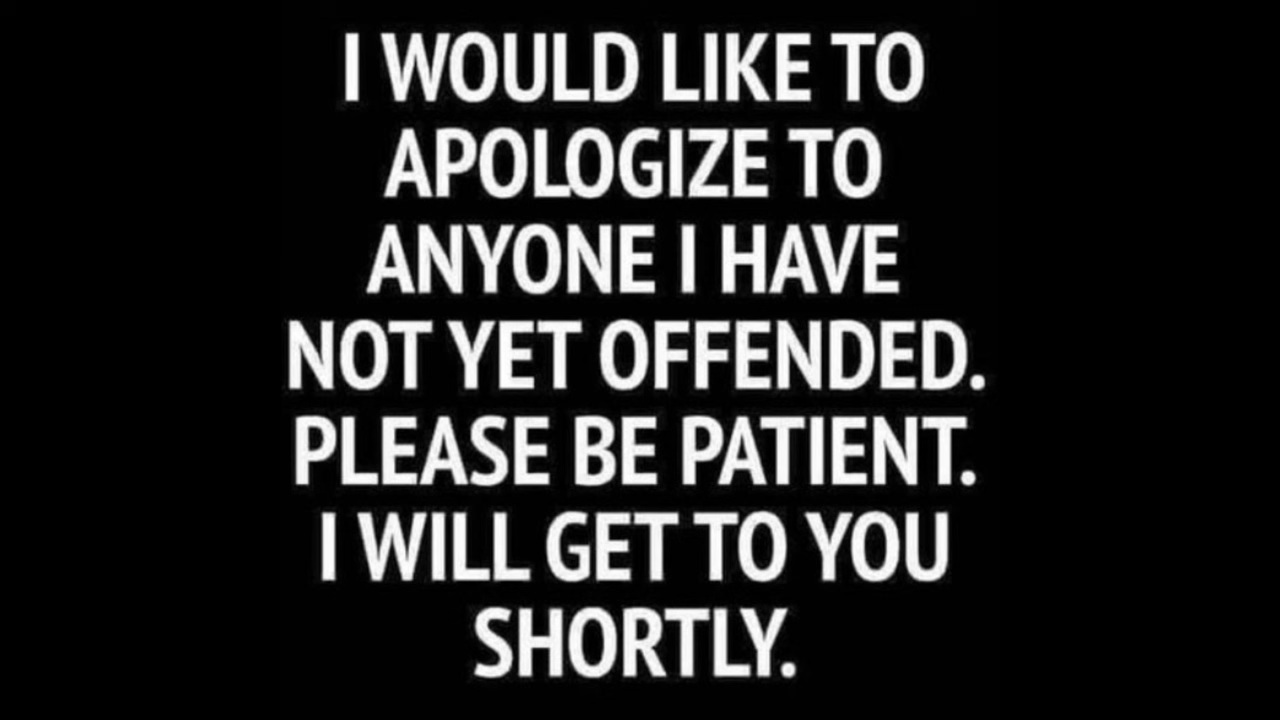 I WOULD LIKE TO
APOLOGIZE TO
ANYONE I HAVE
NOT YET OFFENDED.
PLEASE BE PATIENT.
I WILL GET TO YOU
SHORTLY.